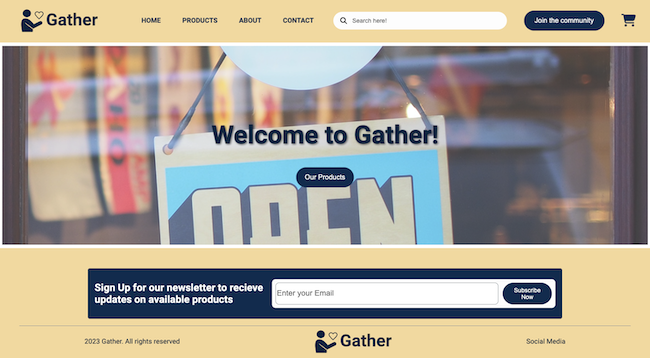 Gather
HOME
PRODUCTS
ABOUT
CONTACT
Search here!
Join the community
Welcome to Gather!
Our Products
OPEN
Sign Up for our newsletter to recieve
updates on available products
Enter your Email
Subscribe
Now
2023 Gather. All rights reserved
Gather
Social Media